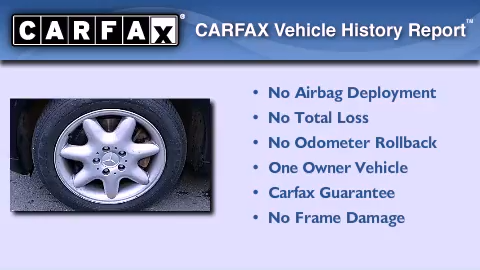 CARFAX® CARFAX Vehicle History Report™
No Airbag Deployment
No Total Loss
No Odometer Rollback
One Owner Vehicle
Carfax Guarantee
No Frame Damage